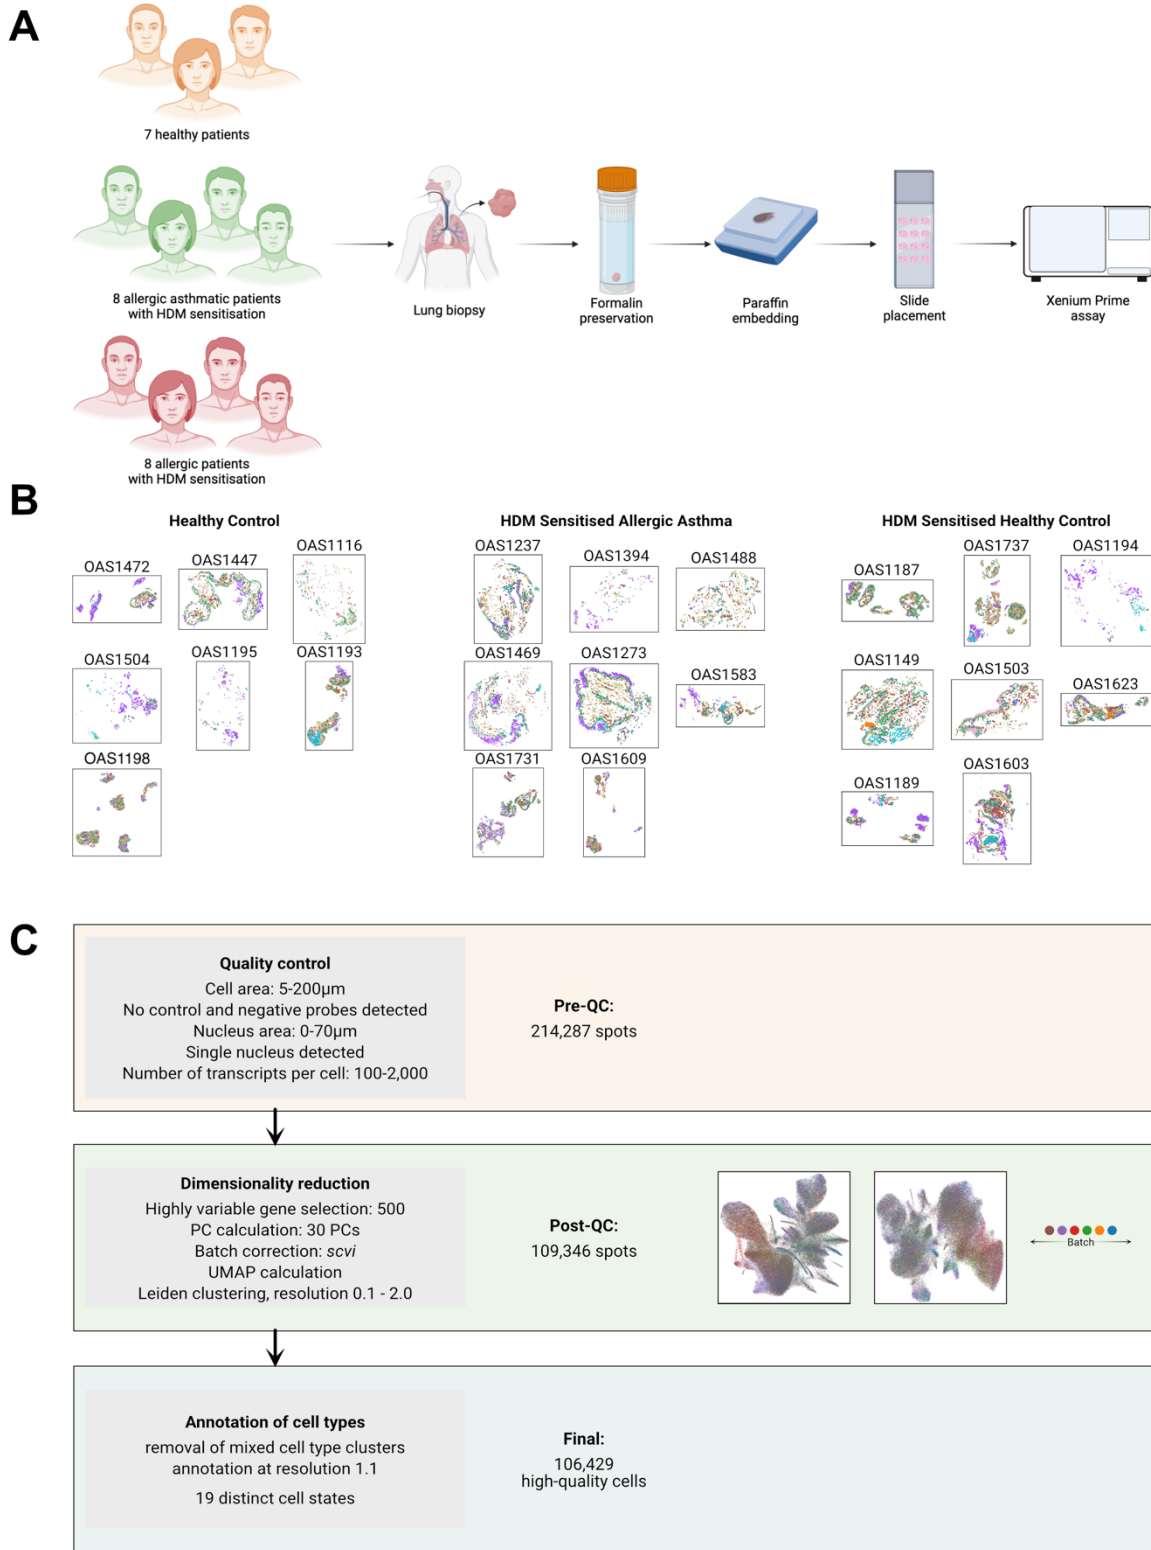 A
7 healthy patients
8 allergic asthmatic patients
with HDM sensitisation
8 allergic patients
with HDM sensitisation
Lung biopsy
Formalin
preservation
Paraffin
embedding
Slide
placement
Xenium Prime
assay
B
Healthy Control
OAS1472
OAS1447
OAS1116
OAS1504
OAS1195
OAS1193
OAS1198
HDM Sensitised Allergic Asthma
OAS1237
OAS1394
OAS1488
OAS1469
OAS1273
OAS1583
OAS1731
OAS1609
HDM Sensitised Healthy Control
OAS1187
OAS1737
OAS1194
OAS1149
OAS1503
OAS1623
OAS1189
OAS1603
C
Quality control
Cell area: 5-200µm
No control and negative probes detected
Nucleus area: 0-70µm
Single nucleus detected
Number of transcripts per cell: 100-2,000
Pre-QC:
214,287 spots
Dimensionality reduction
Highly variable gene selection: 500
PC calculation: 30 PCs
Batch correction: scvi
UMAP calculation
Leiden clustering, resolution 0.1 - 2.0
Post-QC:
109,346 spots
Batch
Annotation of cell types
removal of mixed cell type clusters
annotation at resolution 1.1
19 distinct cell states
Final:
106,429
high-quality cells